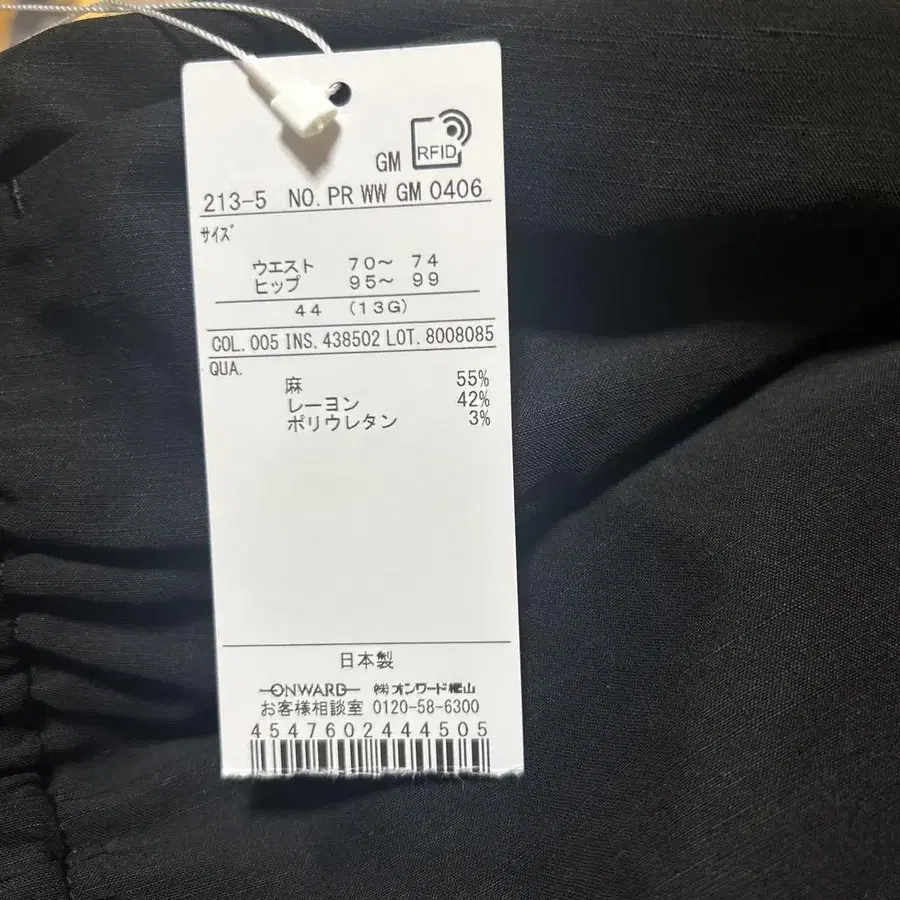 GM RFID
213-5 NO. PR WW GM 0406
サイズ
ウエスト 70〜 74
ヒップ 95〜 99
44 (13G)
COL. 005 INS. 438502 LOT. 8008085
QUA.
麻 55%
レーヨン 42%
ポリウレタン 3%
日本製
ONWARD ㈱オンワード樫山
お客様相談室 0120-58-6300
4547602444505